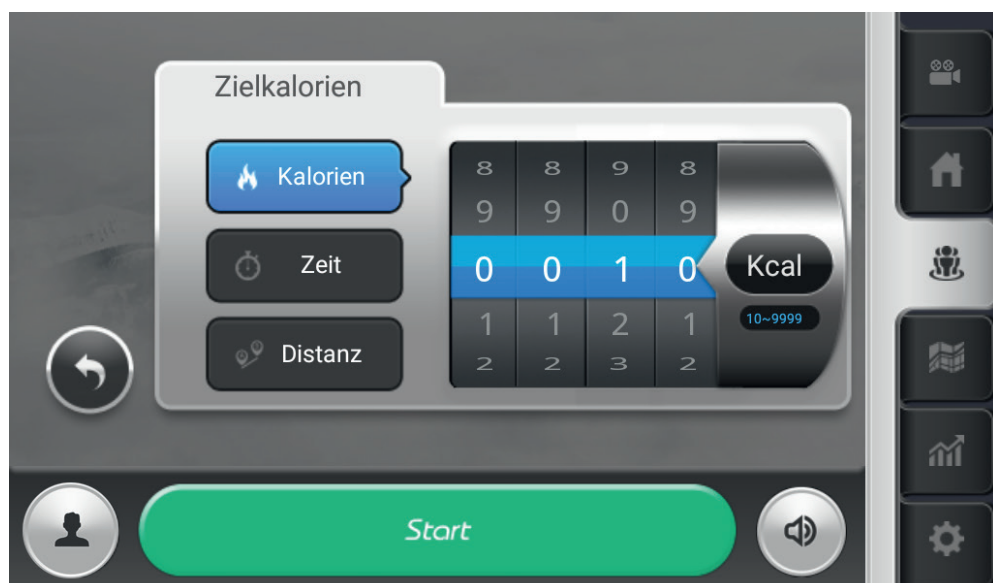 Zielkalorien
Kalorien
Zeit
Distanz
8 8 9 8
9 9 0 9
0 0 1 0
1 1 2 1
2 2 3 2
Kcal
10~9999
Start